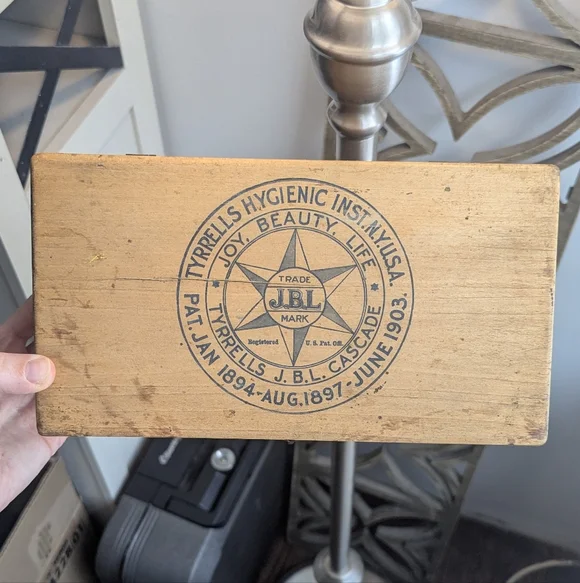 TYRRELLS HYGIENIC INST.N.Y.U.S.A.
PAT. JAN 1894-AUG.1897-JUNE 1903.
JOY, BEAUTY, LIFE
TRADE
J.B.L.
MARK
Registered U.S. Pat. Off.
TYRRELLS J.B.L. CASCADE